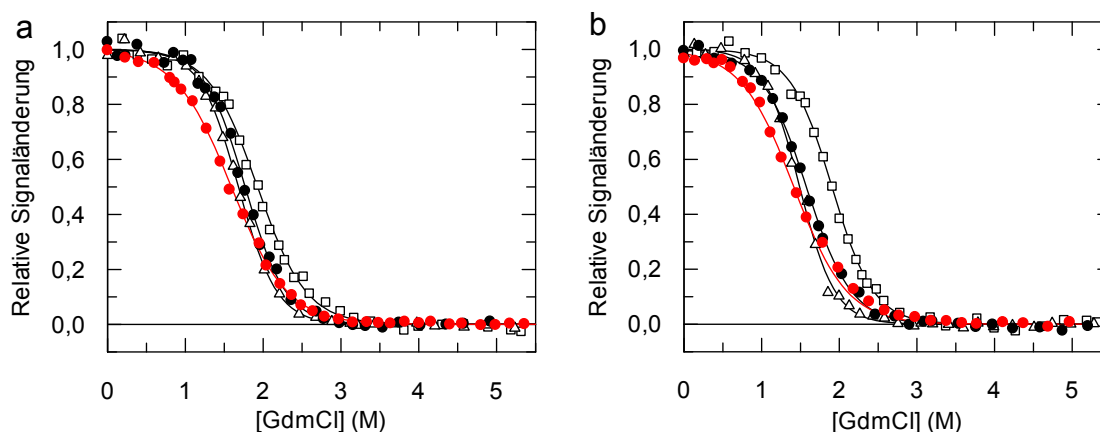 a
Relative Signaländerung
1,0
0,8
0,6
0,4
0,2
0,0
0 1 2 3 4 5
[GdmCl] (M)
b
Relative Signaländerung
1,0
0,8
0,6
0,4
0,2
0,0
0 1 2 3 4 5
[GdmCl] (M)